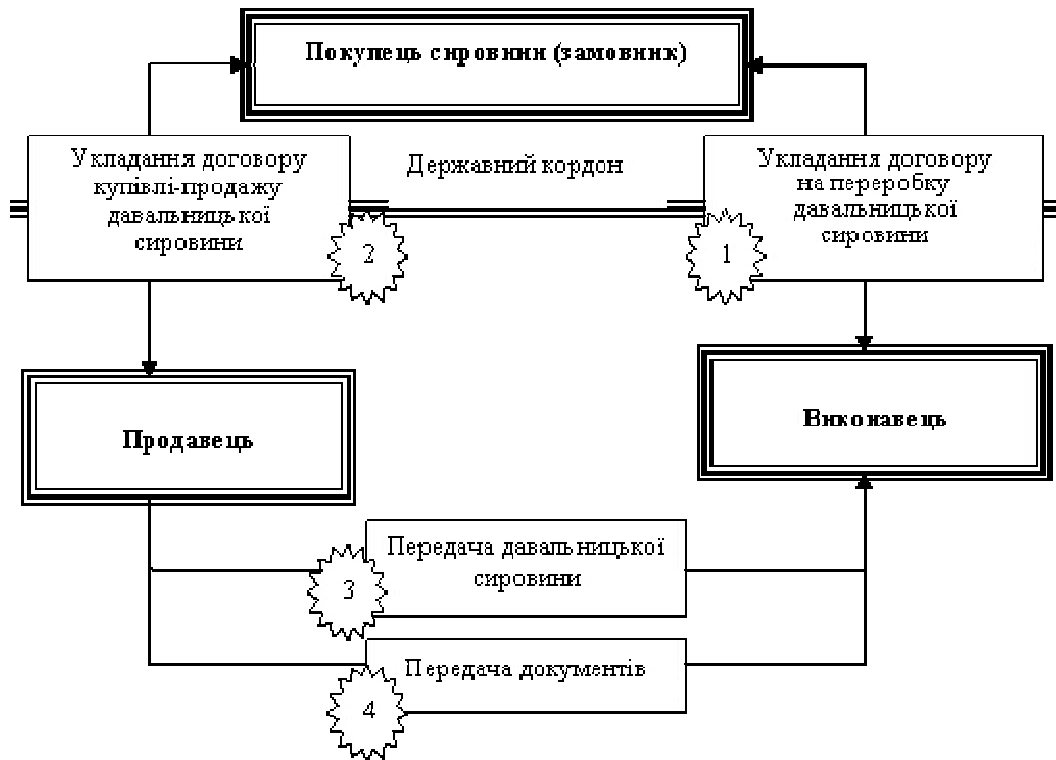 Покупець сировини (замовник)
Укладання договору
купівлі-продажу
давальницької
сировини
Державний кордон
Укладання договору
на переробку
давальницької
сировини
2
1
Продавець
Виконавець
Передача давальницької
сировини
3
Передача документів
4